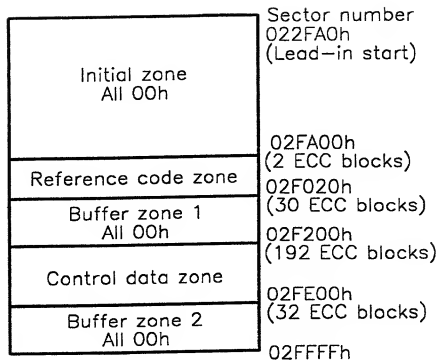 Sector number
022FA0h
(Lead-in start)
Initial zone
All 00h
02FA00h
(2 ECC blocks)
Reference code zone
02F020h
(30 ECC blocks)
Buffer zone 1
All 00h
02F200h
(192 ECC blocks)
Control data zone
02FE00h
(32 ECC blocks)
Buffer zone 2
All 00h
02FFFFh